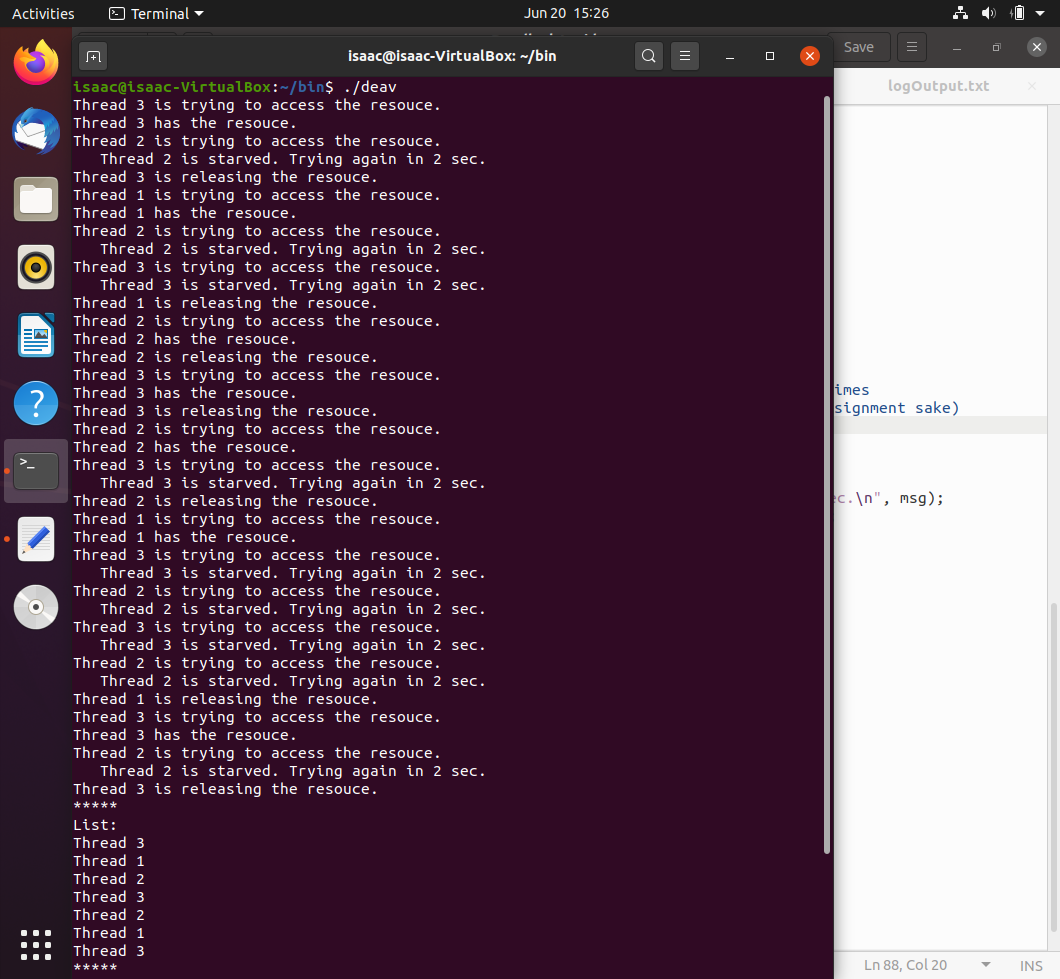 Activities
Terminal
Jun 20 15:26
isaac@isaac-VirtualBox: ~/bin
Save
logOutput.txt
isaac@isaac-VirtualBox:~/bin$ ./deav
Thread 3 is trying to access the resouce.
Thread 3 has the resouce.
Thread 2 is trying to access the resouce.
   Thread 2 is starved. Trying again in 2 sec.
Thread 3 is releasing the resouce.
Thread 1 is trying to access the resouce.
Thread 1 has the resouce.
Thread 2 is trying to access the resouce.
   Thread 2 is starved. Trying again in 2 sec.
Thread 3 is trying to access the resouce.
   Thread 3 is starved. Trying again in 2 sec.
Thread 1 is releasing the resouce.
Thread 2 is trying to access the resouce.
Thread 2 has the resouce.
Thread 2 is releasing the resouce.
Thread 3 is trying to access the resouce.
Thread 3 has the resouce.
Thread 3 is releasing the resouce.
Thread 2 is trying to access the resouce.
Thread 2 has the resouce.
Thread 3 is trying to access the resouce.
   Thread 3 is starved. Trying again in 2 sec.
Thread 2 is releasing the resouce.
Thread 1 is trying to access the resouce.
Thread 1 has the resouce.
Thread 3 is trying to access the resouce.
   Thread 3 is starved. Trying again in 2 sec.
Thread 2 is trying to access the resouce.
   Thread 2 is starved. Trying again in 2 sec.
Thread 3 is trying to access the resouce.
   Thread 3 is starved. Trying again in 2 sec.
Thread 2 is trying to access the resouce.
   Thread 2 is starved. Trying again in 2 sec.
Thread 1 is releasing the resouce.
Thread 3 is trying to access the resouce.
Thread 3 has the resouce.
Thread 2 is trying to access the resouce.
   Thread 2 is starved. Trying again in 2 sec.
Thread 3 is releasing the resouce.
*****
List:
Thread 3
Thread 1
Thread 2
Thread 3
Thread 2
Thread 1
Thread 3
*****
imes
signment sake)
ec.\n", msg);
Ln 88, Col 20
INS